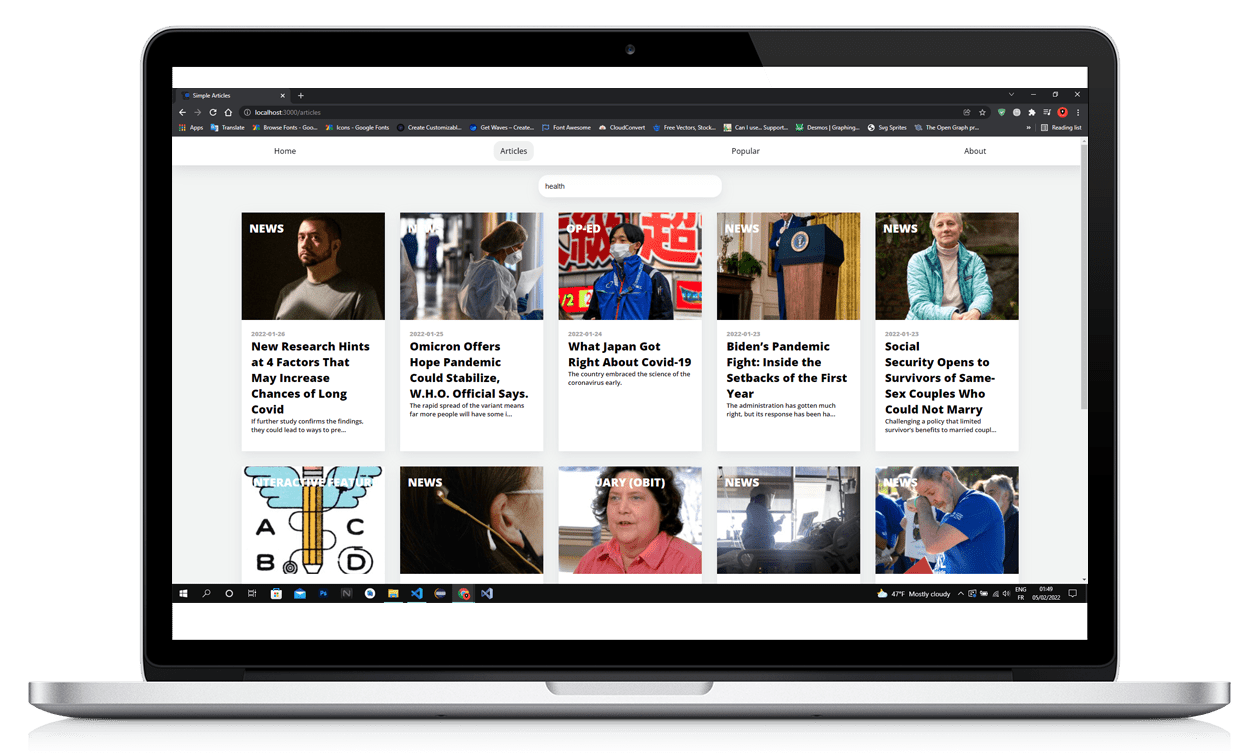 Simple Articles
localhost:3000/articles
Apps Translate Browse Fonts - Goo... Icons - Google Fonts Create Customizabl... Get Waves – Create... Font Awesome CloudConvert Free Vectors, Stock... Can I use... Support... Desmos | Graphing... Svg Sprites The Open Graph pr... » Reading list
Home Articles Popular About
health
NEWS
2022-01-26
New Research Hints
at 4 Factors That
May Increase
Chances of Long
Covid
If further study confirms the findings,
they could lead to ways to pre...
NEWS
2022-01-25
Omicron Offers
Hope Pandemic
Could Stabilize,
W.H.O. Official Says.
The rapid spread of the variant means
far more people will have some i...
OP-ED
級 超
1/2 2
2022-01-24
What Japan Got
Right About Covid-19
The country embraced the science of the
coronavirus early.
NEWS
2022-01-23
Biden’s Pandemic
Fight: Inside the
Setbacks of the First
Year
The administration has gotten much
right, but its response has been ha...
NEWS
2022-01-23
Social
Security Opens to
Survivors of Same-
Sex Couples Who
Could Not Marry
Challenging a policy that limited
survivor’s benefits to married coupl...
INTERACTIVE FEATURE
A C
B D
NEWS
OBITUARY (OBIT)
NEWS
NEWS
Ps N 47°F Mostly cloudy ENG 01:49
FR 05/02/2022